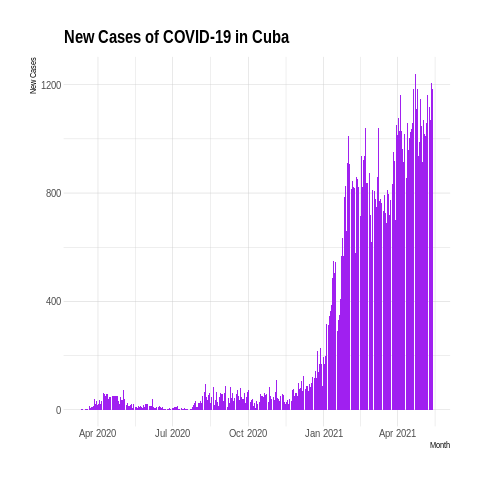 New Cases of COVID-19 in Cuba
New Cases
1200
800
400
0
Apr 2020
Jul 2020
Oct 2020
Jan 2021
Apr 2021
Month